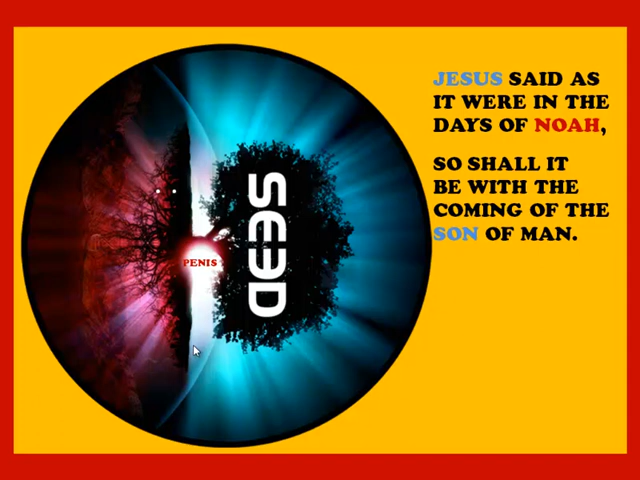 JESUS SAID AS
IT WERE IN THE
DAYS OF NOAH,
SO SHALL IT
BE WITH THE
COMING OF THE
SON OF MAN.
SEED
PENIS